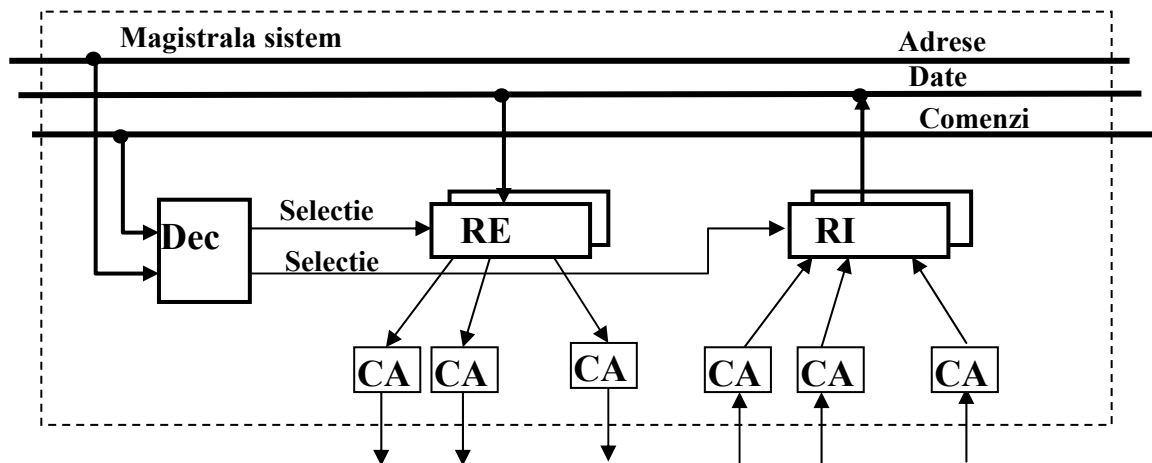 Magistrala sistem
Adrese
Date
Comenzi
Selectie
Dec
RE
RI
Selectie
CA
CA
CA
CA
CA
CA